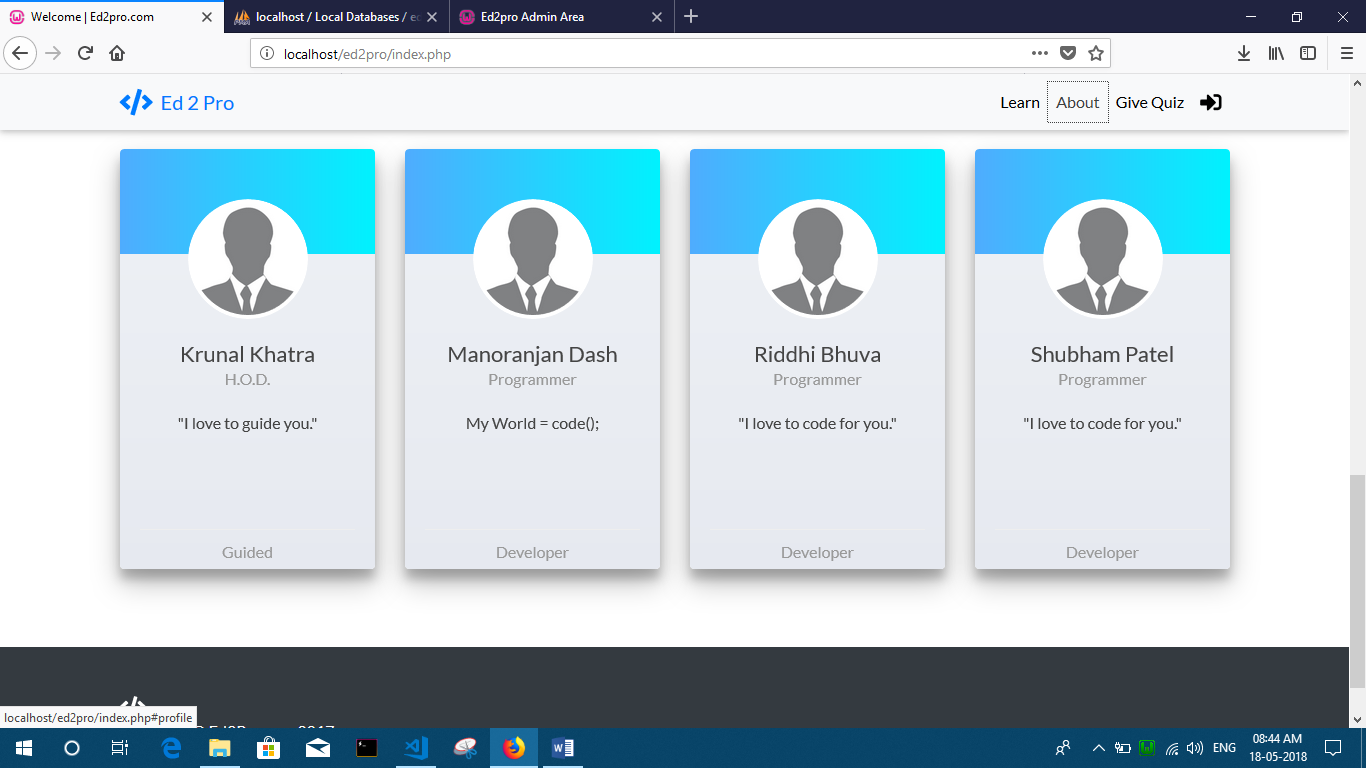 Welcome | Ed2pro.com
localhost / Local Databases / ed
Ed2pro Admin Area
localhost/ed2pro/index.php
Ed 2 Pro
Learn About Give Quiz
Krunal Khatra
H.O.D.
"I love to guide you."
Guided
Manoranjan Dash
Programmer
My World = code();
Developer
Riddhi Bhuva
Programmer
"I love to code for you."
Developer
Shubham Patel
Programmer
"I love to code for you."
Developer
localhost/ed2pro/index.php#profile
ENG
08:44 AM
18-05-2018